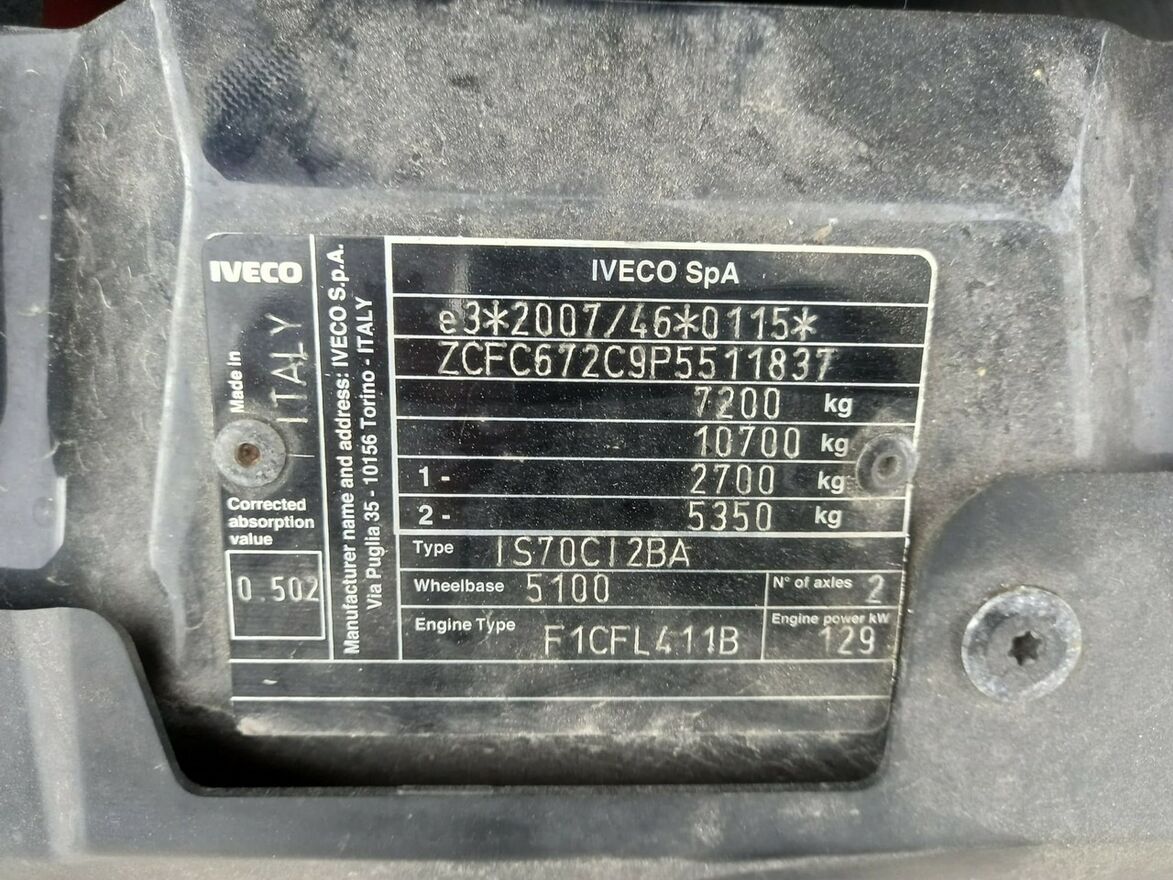 IVECO
Made In
ITALY
Corrected
absorption
value
0.502
Manufacturer name and address: IVECO S.p.A.
Via Puglia 35 - 10156 Torino - ITALY
IVECO SpA
e3*2007/46*0115*
ZCFC672C9P5511837
7200 kg
10700 kg
1- 2700 kg
2- 5350 kg
Type IS70CI2BA
Wheelbase 5100 N° of axles 2
Engine Type F1CFL411B Engine power kW 129